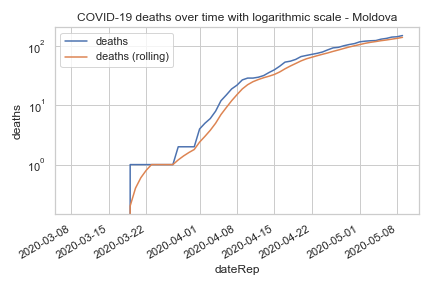 COVID-19 deaths over time with logarithmic scale - Moldova
deaths
deaths (rolling)
10²
10¹
10⁰
deaths
2020-03-08
2020-03-15
2020-03-22
2020-04-01
2020-04-08
2020-04-15
2020-04-22
2020-05-01
2020-05-08
dateRep